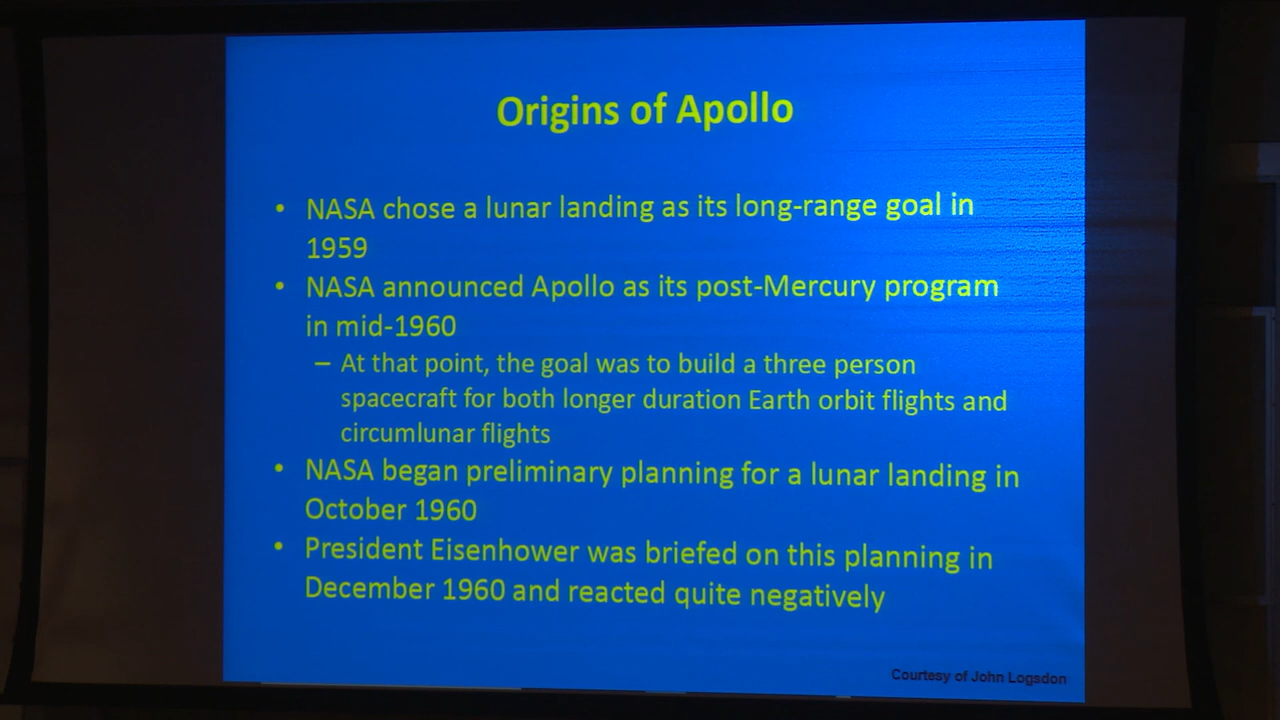 Origins of Apollo
• NASA chose a lunar landing as its long-range goal in
1959
• NASA announced Apollo as its post-Mercury program
in mid-1960
– At that point, the goal was to build a three person
spacecraft for both longer duration Earth orbit flights and
circumlunar flights
• NASA began preliminary planning for a lunar landing in
October 1960
• President Eisenhower was briefed on this planning in
December 1960 and reacted quite negatively
Courtesy of John Logsdon